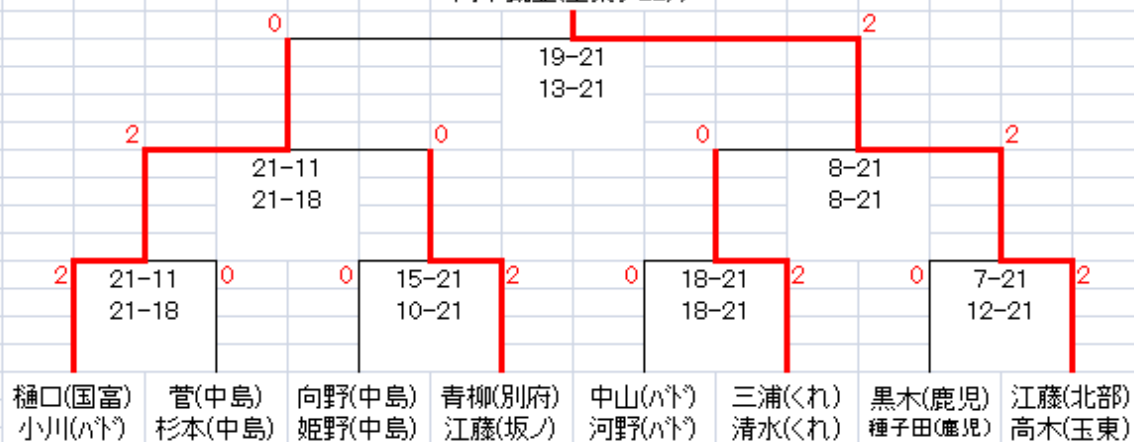 0 2
19-21
13-21
2 0 0 2
21-11 8-21
21-18 8-21
2 21-11 0 0 15-21 2 0 18-21 2 0 7-21 2
21-18 10-21 18-21 12-21
樋口(国富) 菅(中島) 向野(中島) 青柳(別府) 中山(バド) 三浦(くれ) 黒木(鹿児) 江藤(北部)
小川(バド) 杉本(中島) 姫野(中島) 江藤(坂ノ) 河野(バド) 清水(くれ) 種子田(鹿児) 高木(玉東)